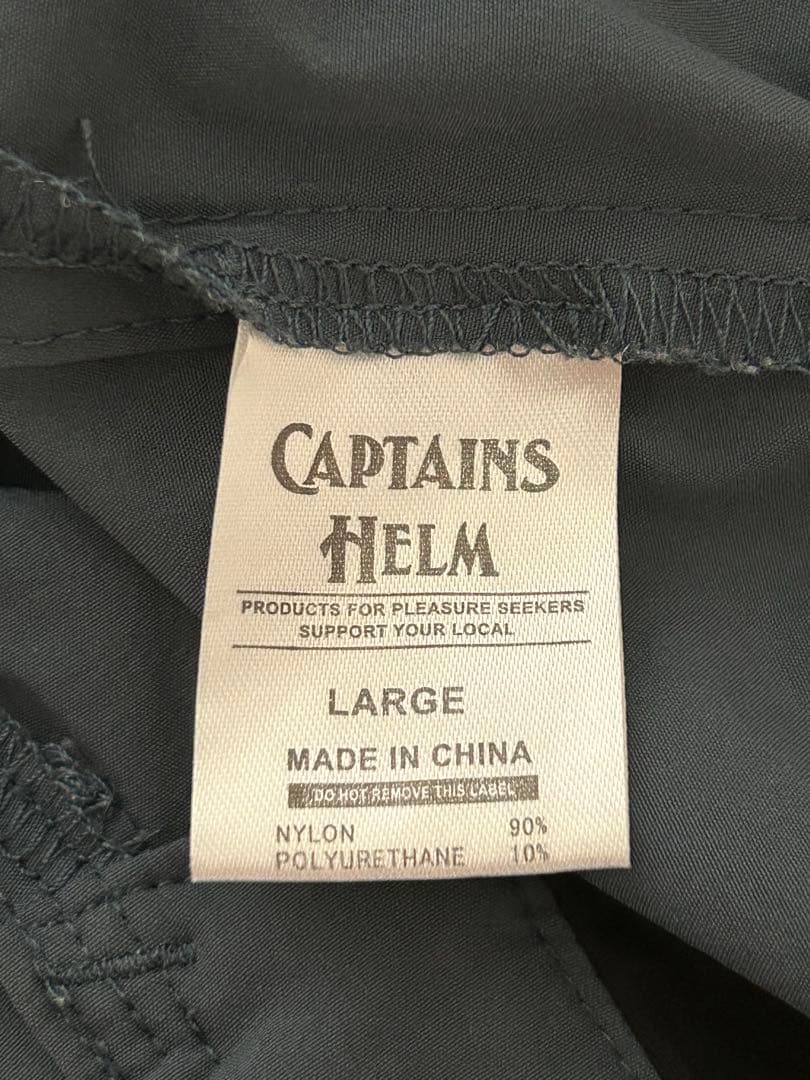 CAPTAINS
HELM
PRODUCTS FOR PLEASURE SEEKERS
SUPPORT YOUR LOCAL
LARGE
MADE IN CHINA
DO NOT REMOVE THIS LABEL
NYLON 90%
POLYURETHANE 10%